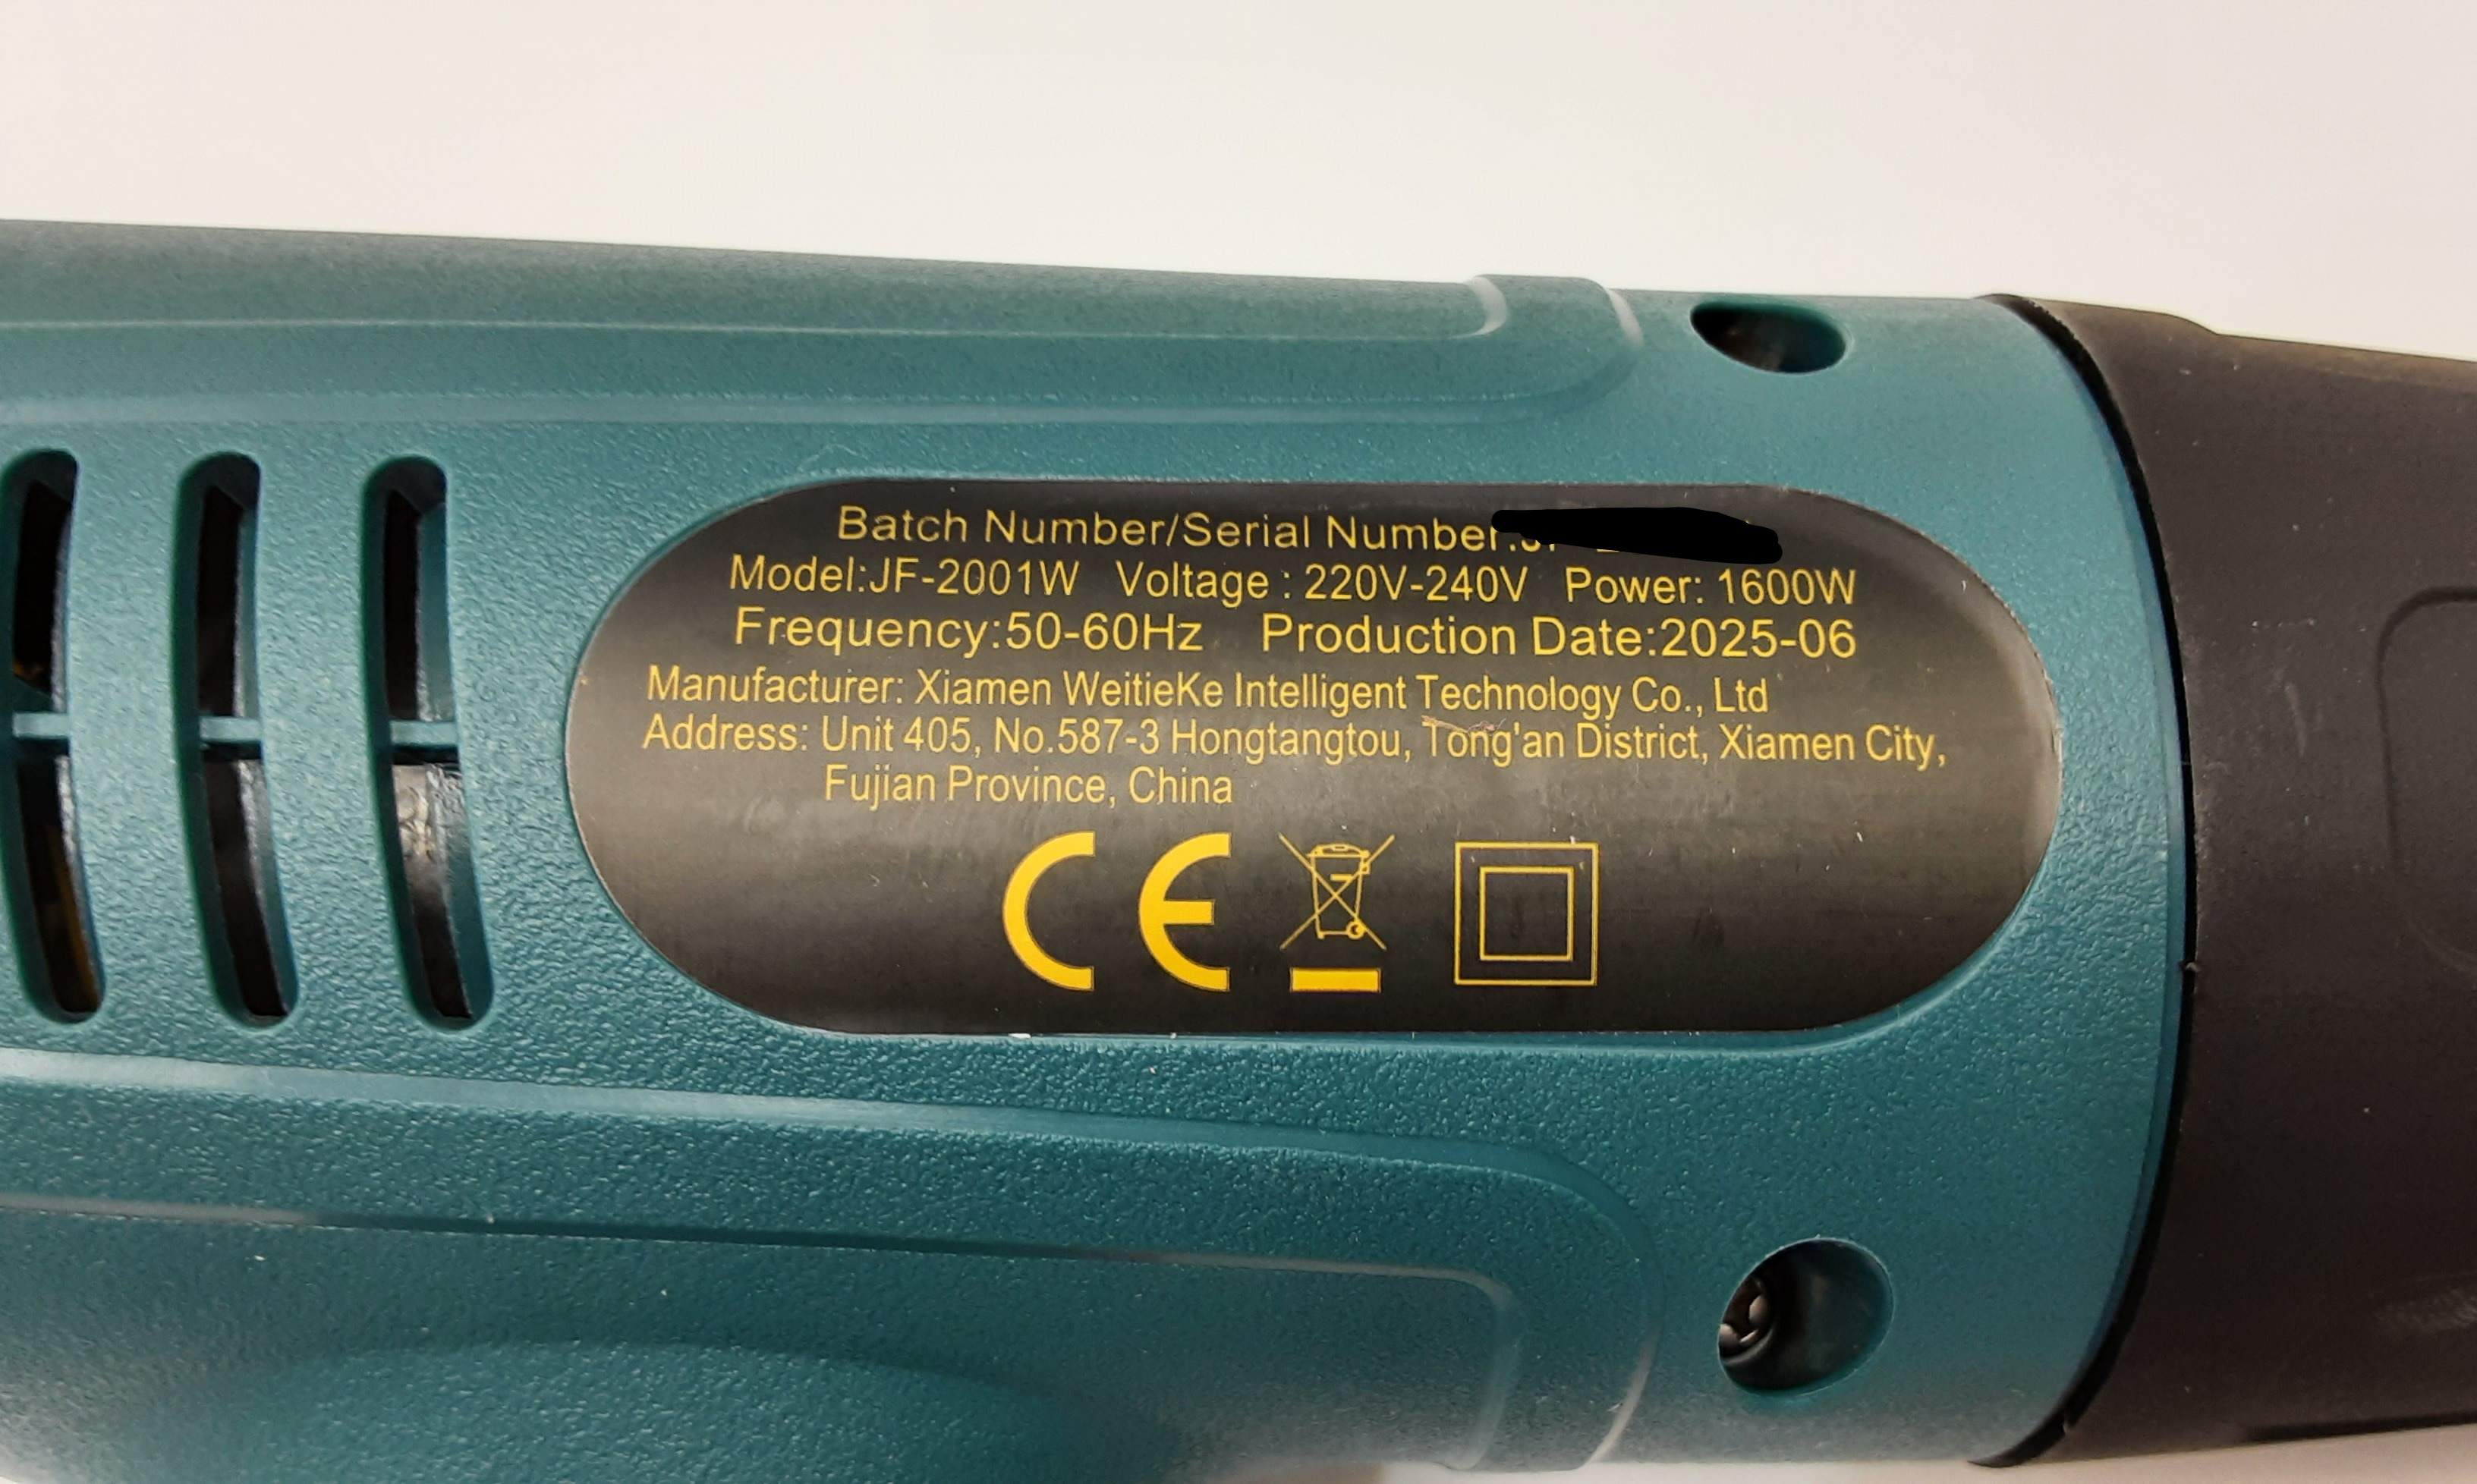 Batch Number/Serial Number:
Model:JF-2001W Voltage : 220V-240V Power: 1600W
Frequency:50-60Hz Production Date:2025-06
Manufacturer: Xiamen WeitieKe Intelligent Technology Co., Ltd
Address: Unit 405, No.587-3 Hongtangtou, Tong'an District, Xiamen City,
Fujian Province, China
CE